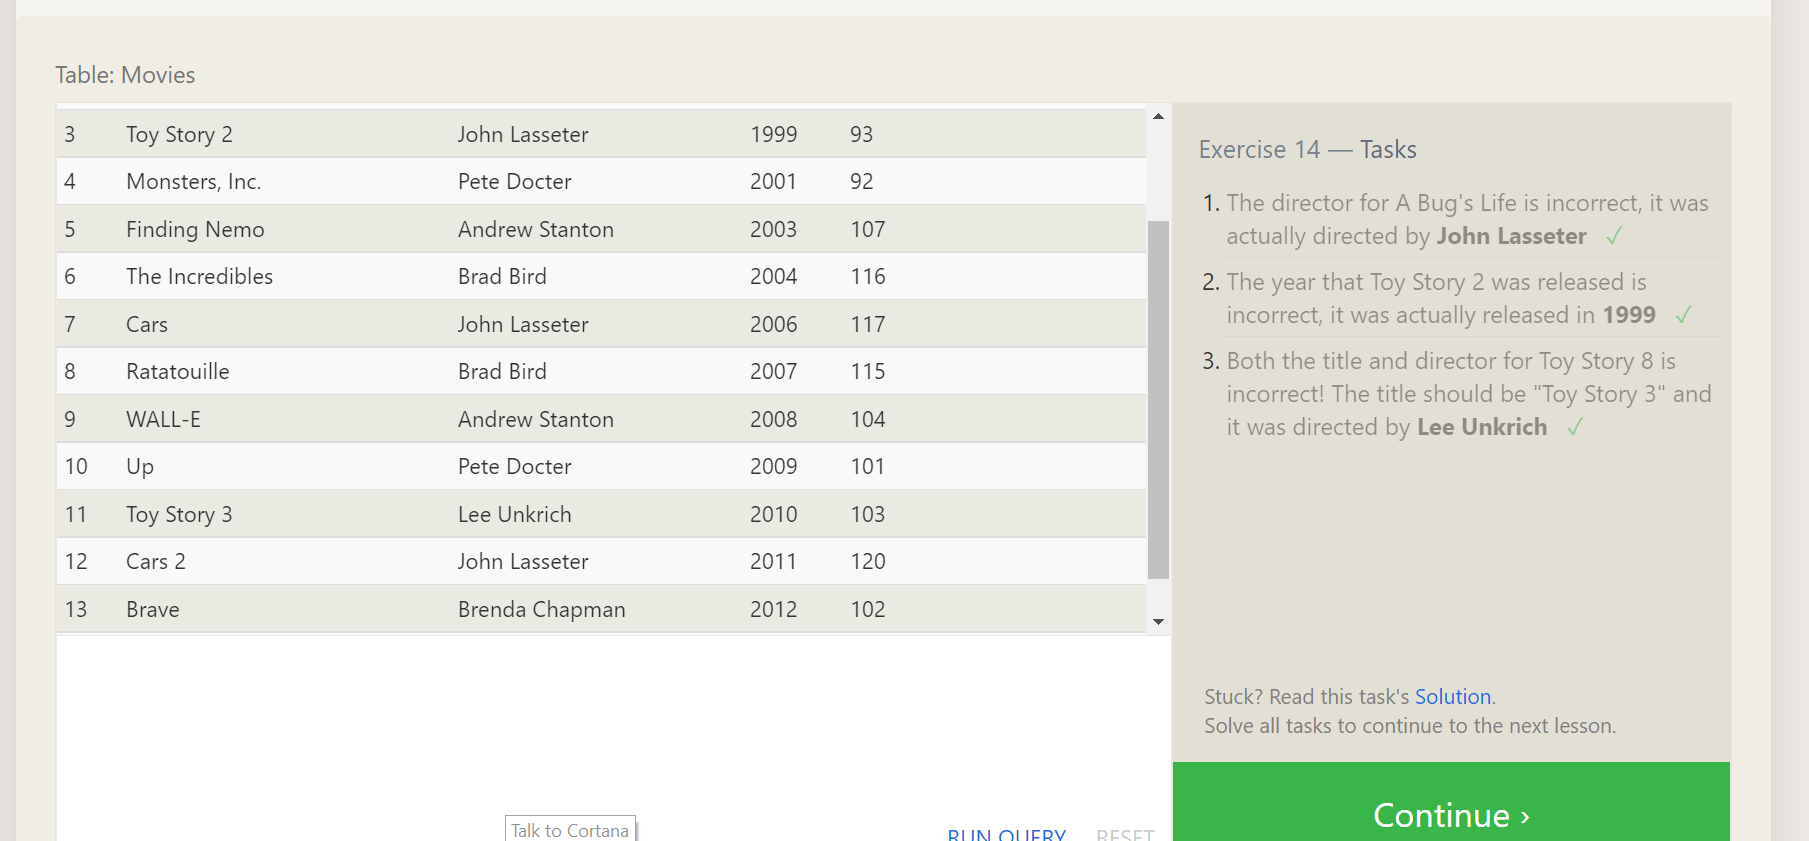 Table: Movies
3 Toy Story 2 John Lasseter 1999 93
4 Monsters, Inc. Pete Docter 2001 92
5 Finding Nemo Andrew Stanton 2003 107
6 The Incredibles Brad Bird 2004 116
7 Cars John Lasseter 2006 117
8 Ratatouille Brad Bird 2007 115
9 WALL-E Andrew Stanton 2008 104
10 Up Pete Docter 2009 101
11 Toy Story 3 Lee Unkrich 2010 103
12 Cars 2 John Lasseter 2011 120
13 Brave Brenda Chapman 2012 102
Talk to Cortana
RUN QUERY RESET
Exercise 14 — Tasks
1. The director for A Bug's Life is incorrect, it was
actually directed by John Lasseter ✓
2. The year that Toy Story 2 was released is
incorrect, it was actually released in 1999 ✓
3. Both the title and director for Toy Story 8 is
incorrect! The title should be "Toy Story 3" and
it was directed by Lee Unkrich ✓
Stuck? Read this task's Solution.
Solve all tasks to continue to the next lesson.
Continue ›